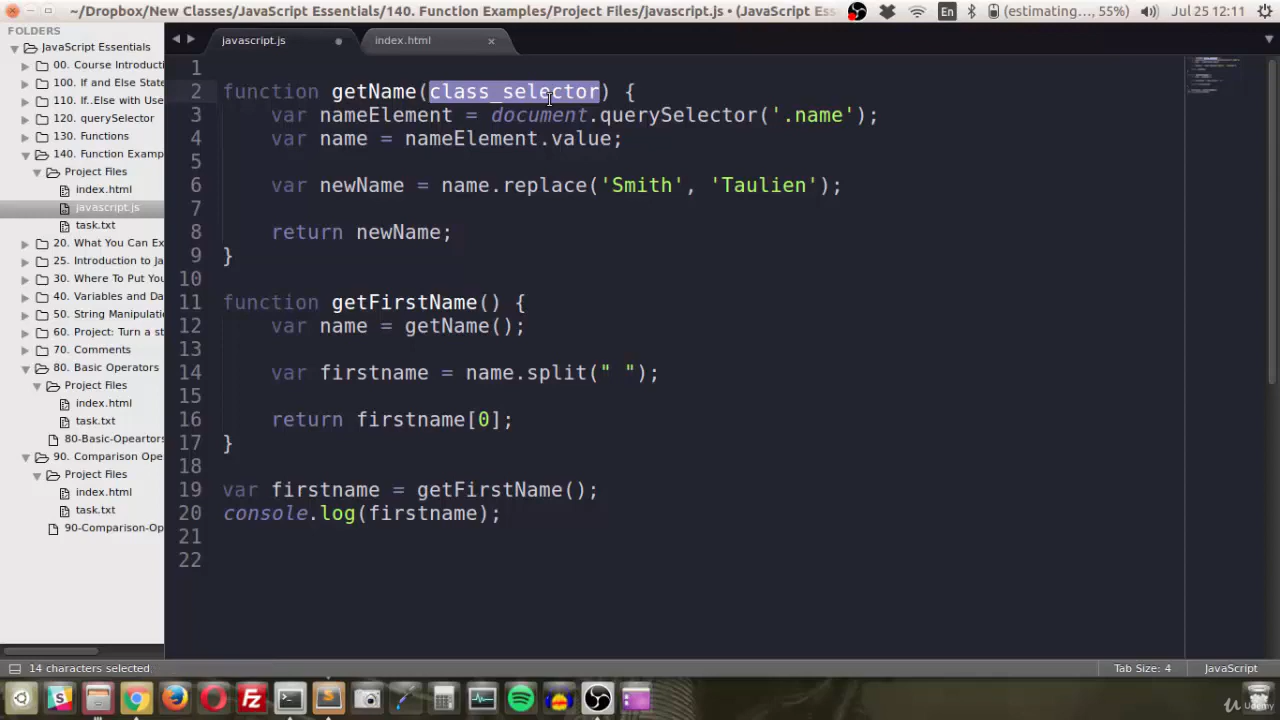 ~/Dropbox/New Classes/JavaScript Essentials/140. Function Examples/Project Files/javascript.js • (JavaScript Esse
En
(estimating..., 55%)
Jul 25 12:11
FOLDERS
JavaScript Essentials
00. Course Introduc
100. If and Else State
110. If..Else with Use
120. querySelector
130. Functions
140. Function Examp
Project Files
index.html
javascript.js
task.txt
20. What You Can Ex
25. Introduction to Ja
30. Where To Put You
40. Variables and Da
50. String Manipulati
60. Project: Turn a st
70. Comments
80. Basic Operators
Project Files
index.html
task.txt
80-Basic-Opeartors
90. Comparison Ope
Project Files
index.html
task.txt
90-Comparison-Op
javascript.js
index.html
1
2 function getName(class_selector) {
3 var nameElement = document.querySelector('.name');
4 var name = nameElement.value;
5
6 var newName = name.replace('Smith', 'Taulien');
7
8 return newName;
9 }
10
11 function getFirstName() {
12 var name = getName();
13
14 var firstname = name.split(" ");
15
16 return firstname[0];
17 }
18
19 var firstname = getFirstName();
20 console.log(firstname);
21
22
14 characters selected
Tab Size: 4
JavaScript
Udemy